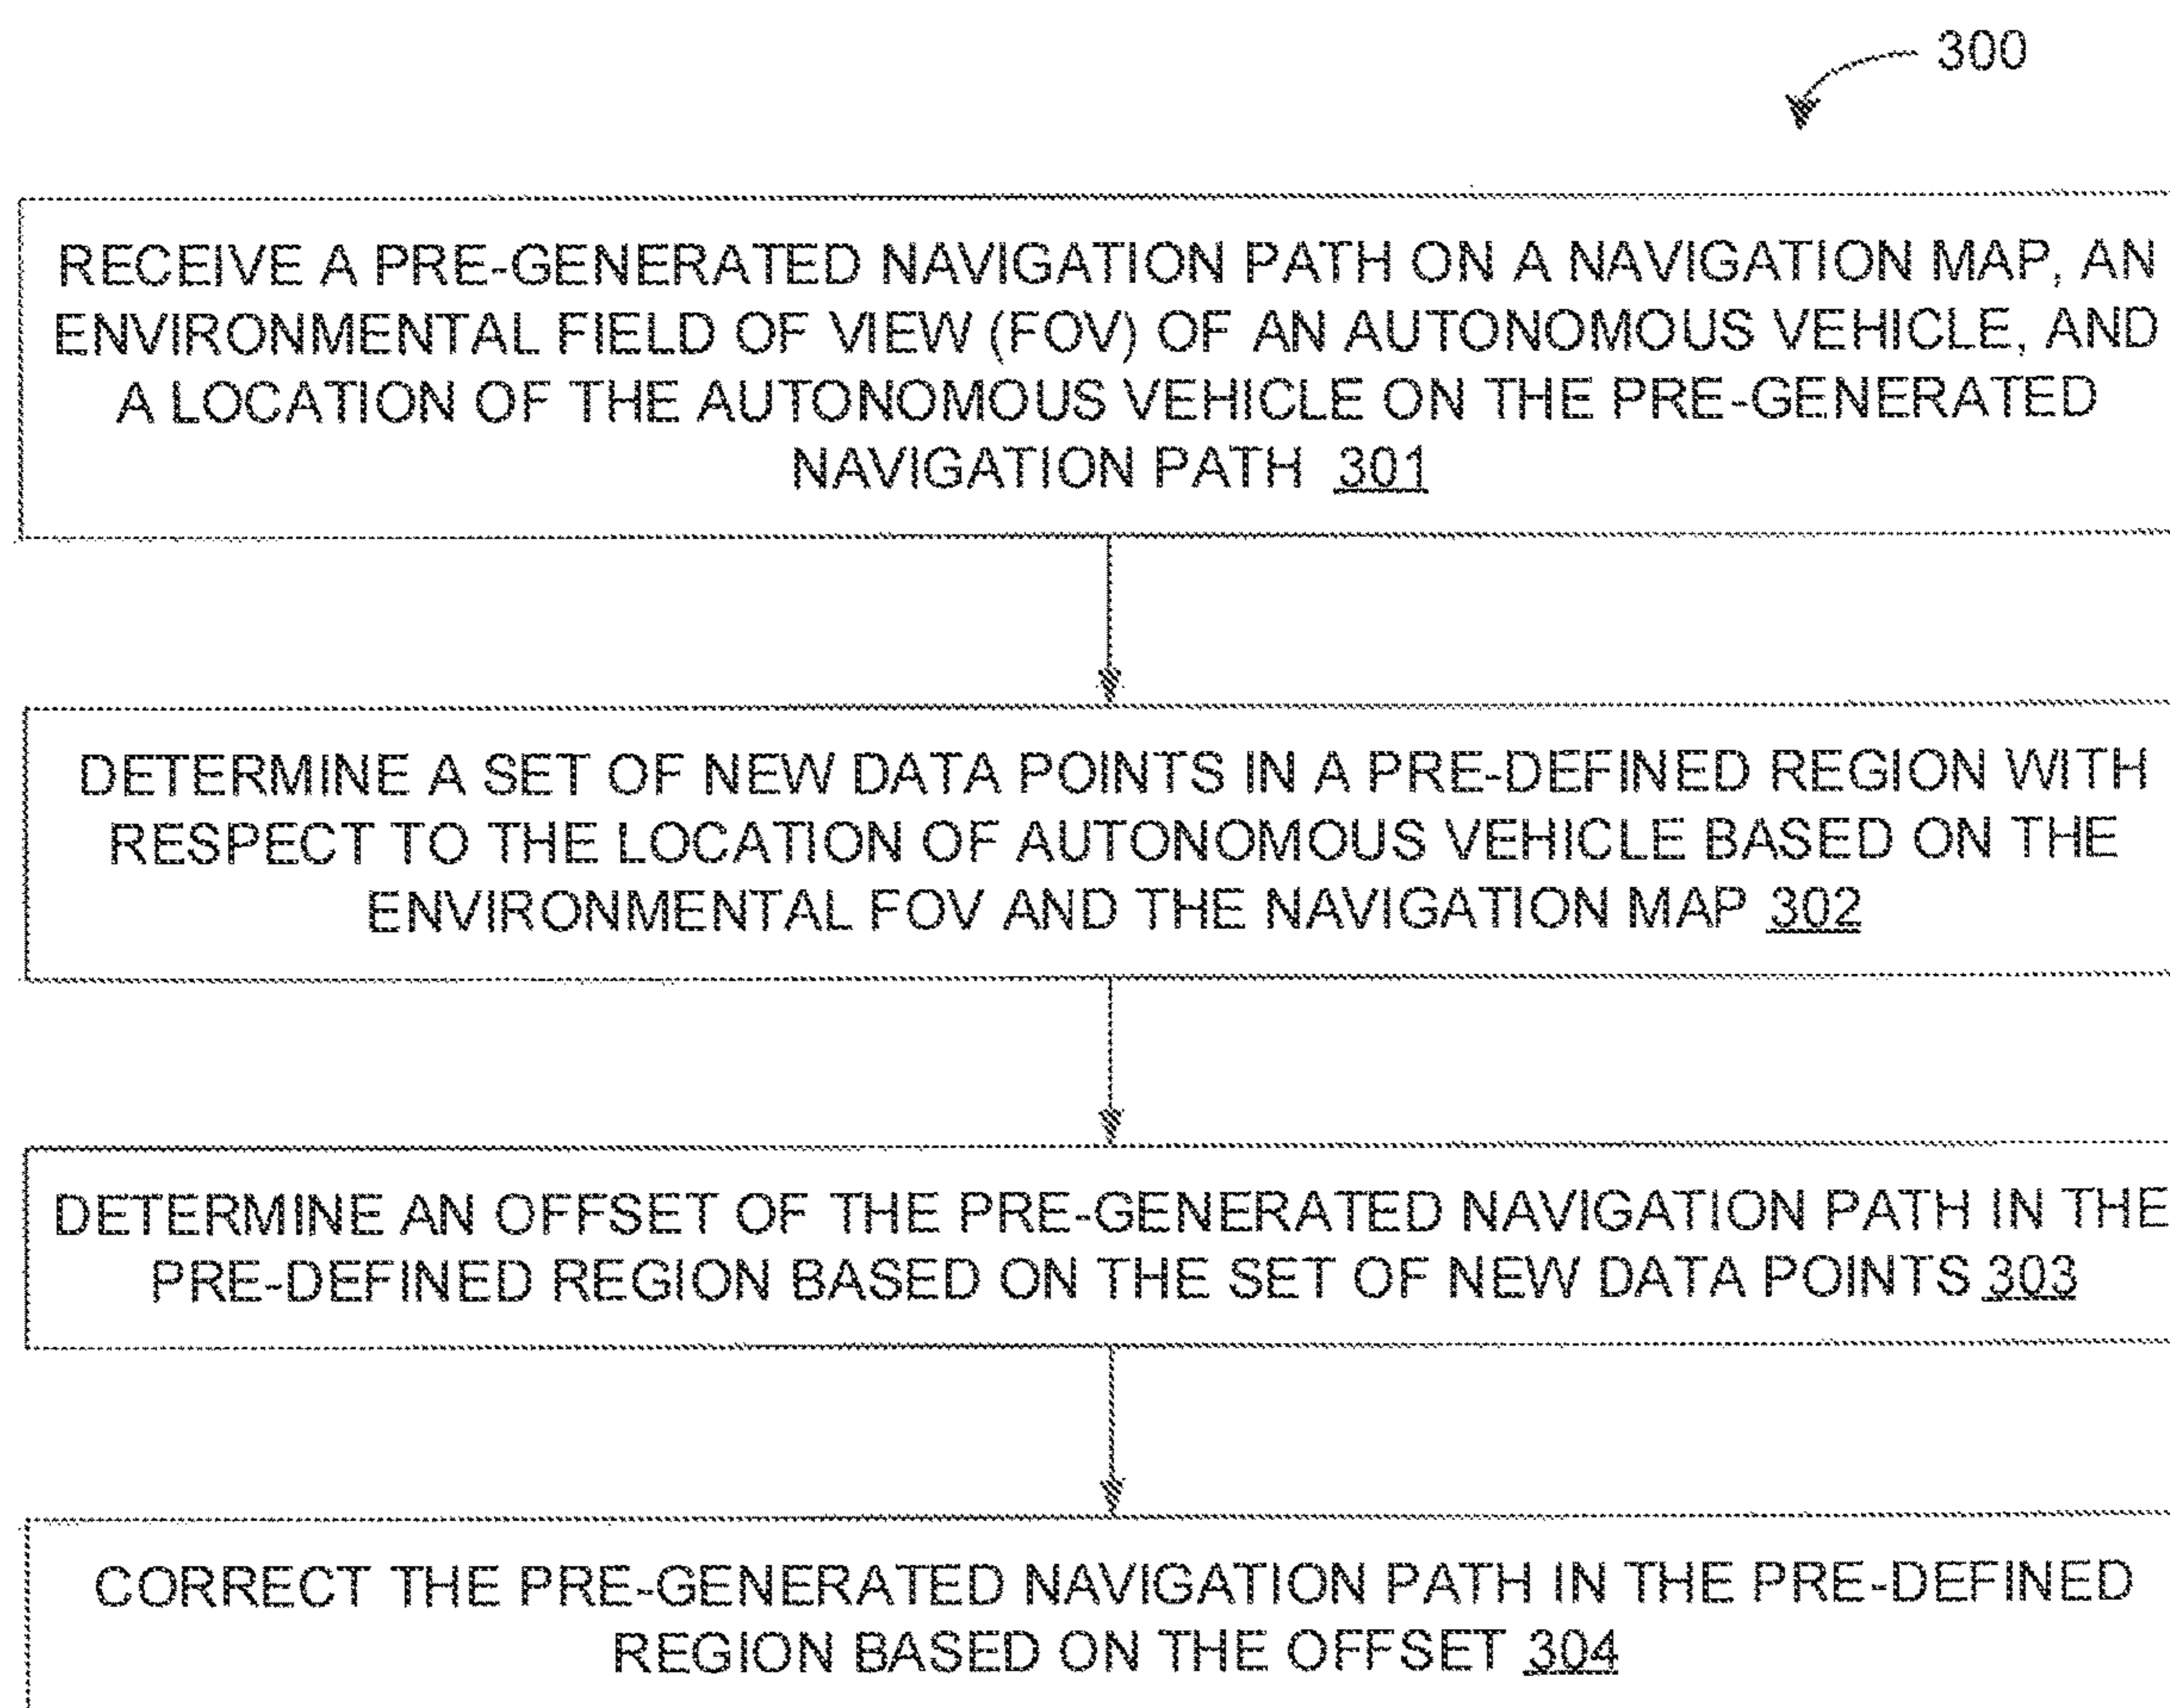 300
RECEIVE A PRE-GENERATED NAVIGATION PATH ON A NAVIGATION MAP, AN
ENVIRONMENTAL FIELD OF VIEW (FOV) OF AN AUTONOMOUS VEHICLE, AND
A LOCATION OF THE AUTONOMOUS VEHICLE ON THE PRE-GENERATED
NAVIGATION PATH 301
DETERMINE A SET OF NEW DATA POINTS IN A PRE-DEFINED REGION WITH
RESPECT TO THE LOCATION OF AUTONOMOUS VEHICLE BASED ON THE
ENVIRONMENTAL FOV AND THE NAVIGATION MAP 302
DETERMINE AN OFFSET OF THE PRE-GENERATED NAVIGATION PATH IN THE
PRE-DEFINED REGION BASED ON THE SET OF NEW DATA POINTS 303
CORRECT THE PRE-GENERATED NAVIGATION PATH IN THE PRE-DEFINED
REGION BASED ON THE OFFSET 304